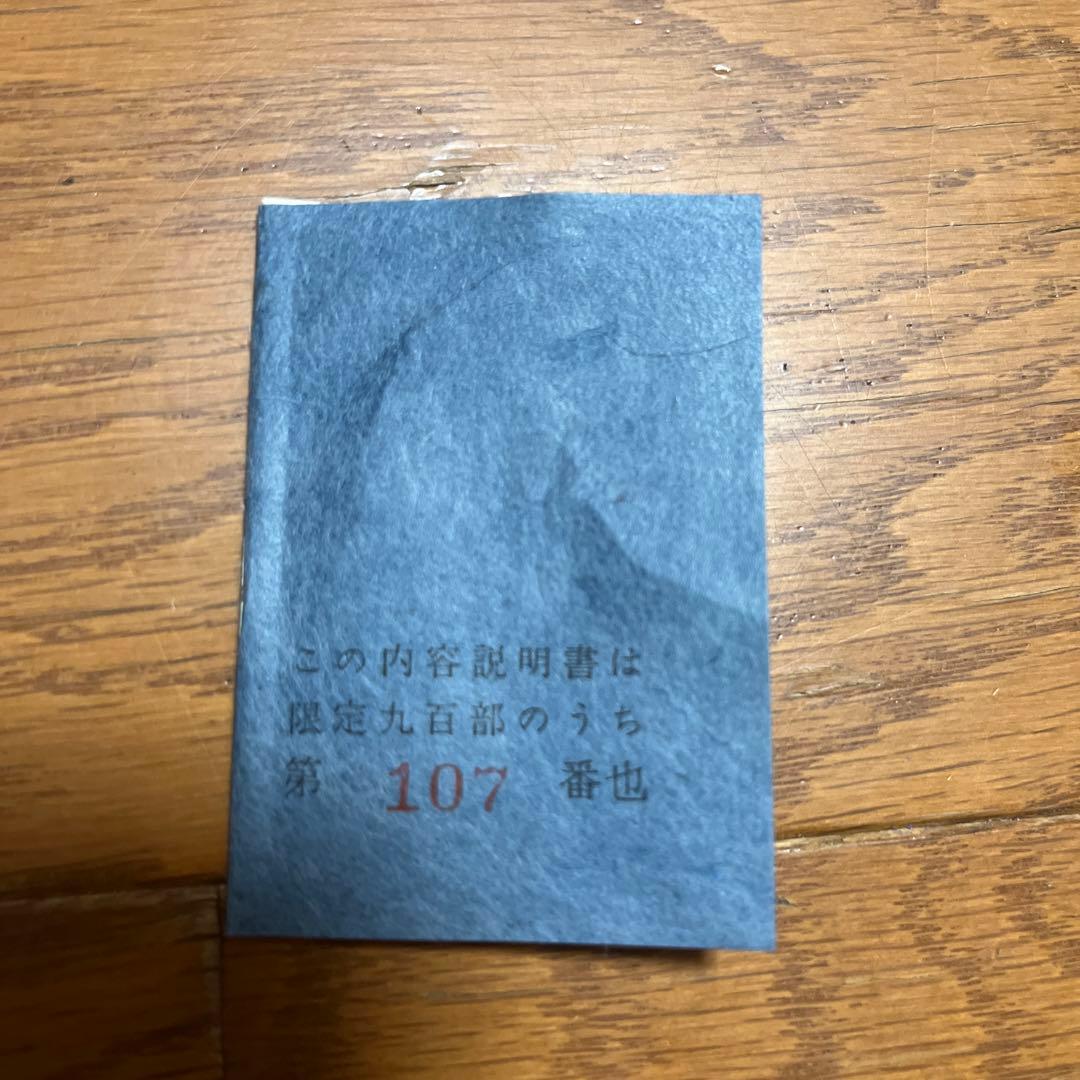 この内容説明書は
限定九百部のうち
第 107 番也